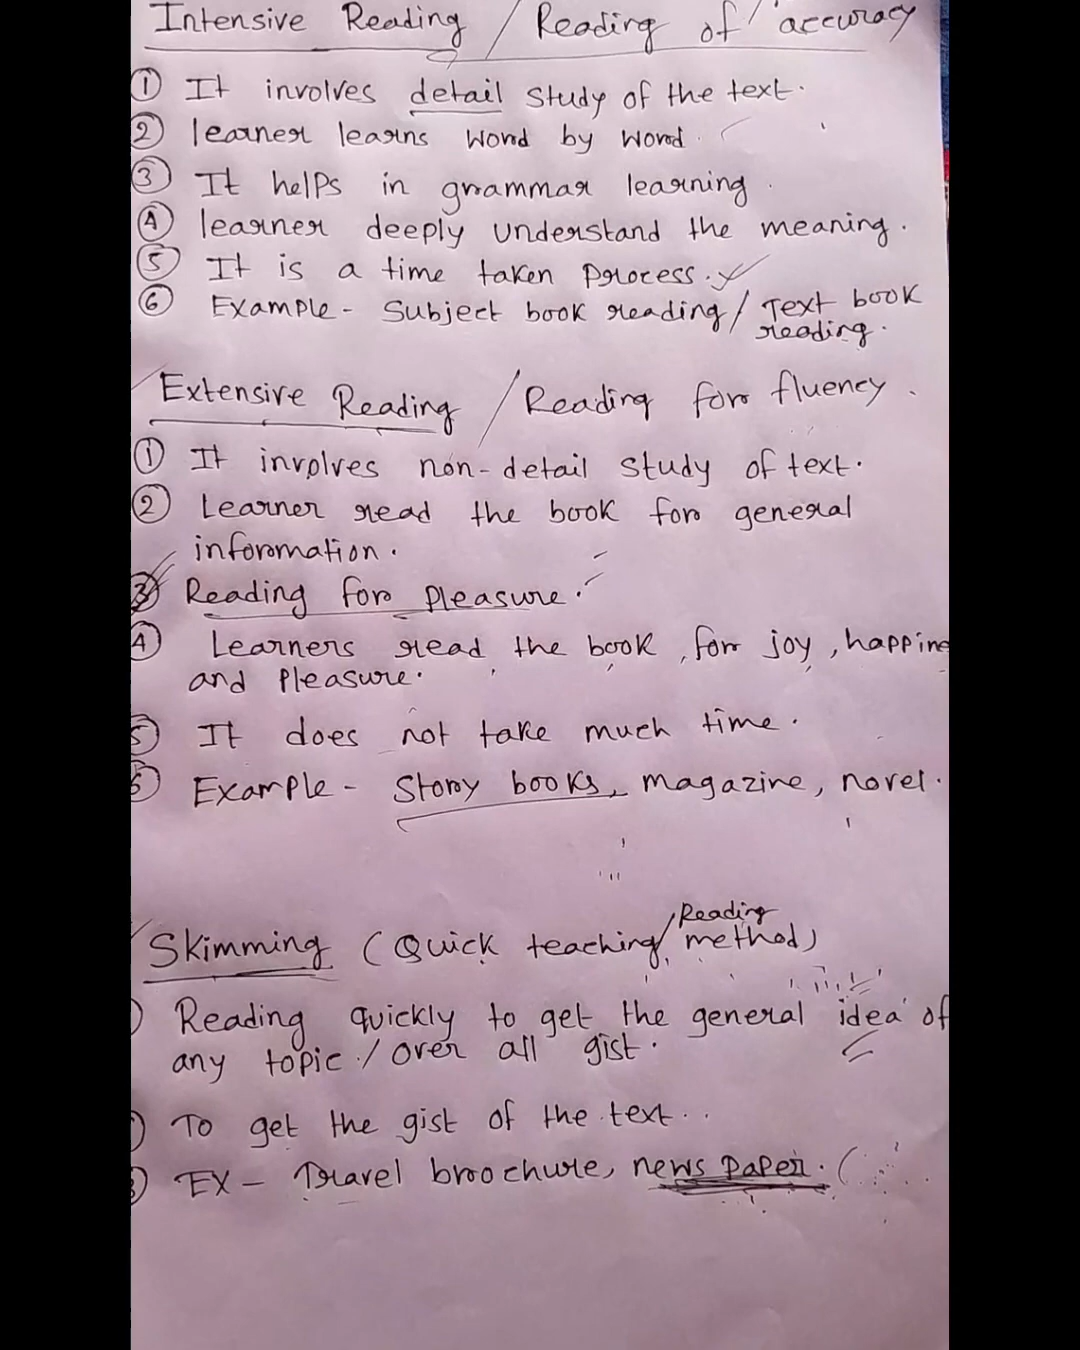 Intensive Reading / Reading of accuracy
① It involves detail study of the text.
② learner learns word by word.
③ It helps in grammar learning.
④ learner deeply understand the meaning.
⑤ It is a time taken process.
⑥ Example - Subject book reading / Text book
reading.
Extensive Reading / Reading for fluency.
① It involves non-detail study of text.
② Learner read the book for general
information.
③ Reading for pleasure.
④ Learners read the book, for joy, happine
and pleasure.
⑤ It does not take much time.
⑥ Example - Story books, magazine, novel.
Reading
Skimming (Quick teaching/ method)
Reading quickly to get the general idea of
any topic / over all gist.
To get the gist of the text..
③ EX - Travel brochure, news paper. (